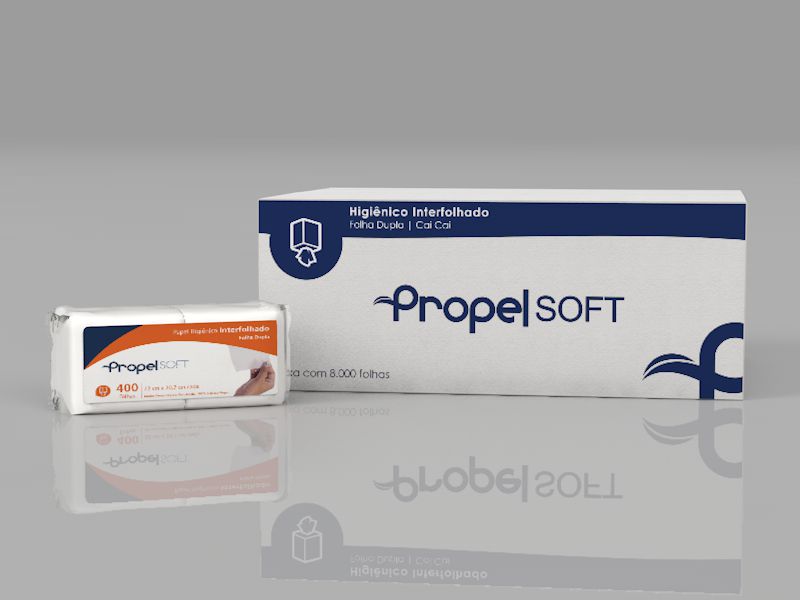 Higiênico Interfolhado
Folha Dupla | Cai Cai
Propel SOFT
com 8.000 folhas
Papel Higiênico Interfolhado
Folha Dupla
Propel SOFT
400
Folhas